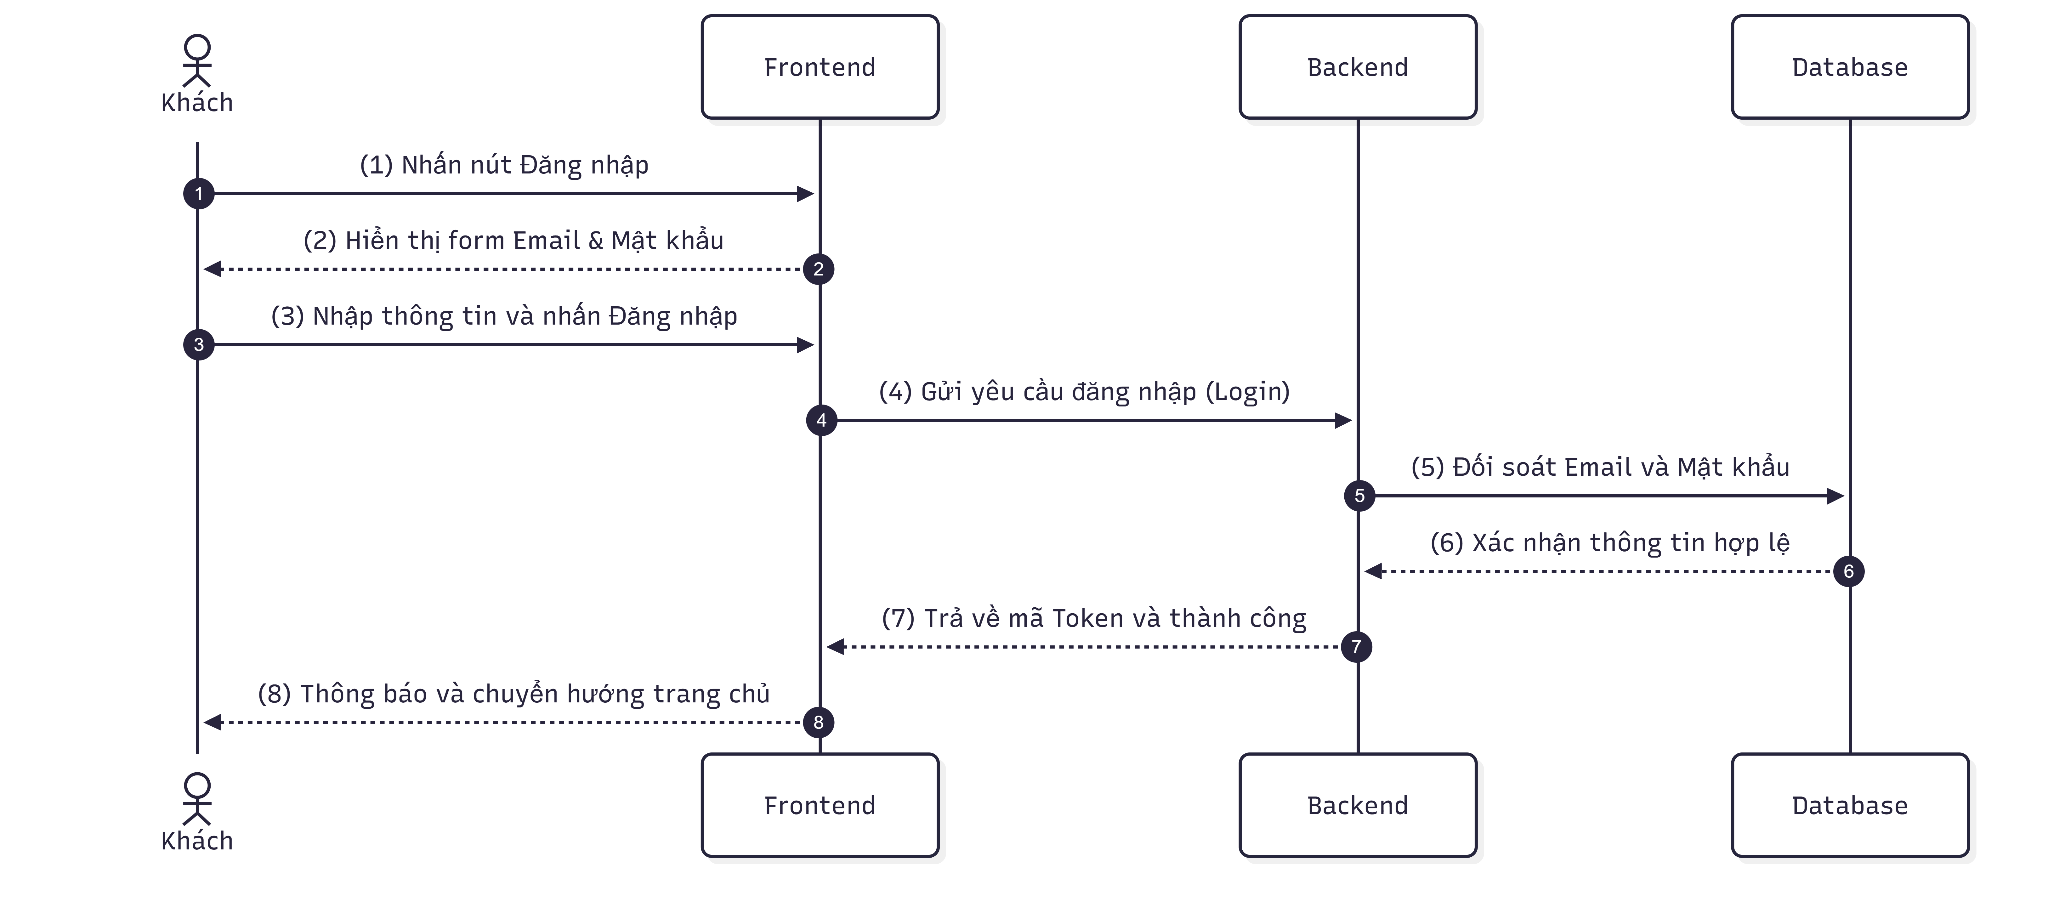 Khách
Frontend
Backend
Database
(1) Nhấn nút Đăng nhập
1
(2) Hiển thị form Email & Mật khẩu
2
(3) Nhập thông tin và nhấn Đăng nhập
3
(4) Gửi yêu cầu đăng nhập (Login)
4
(5) Đối soát Email và Mật khẩu
5
(6) Xác nhận thông tin hợp lệ
6
(7) Trả về mã Token và thành công
7
(8) Thông báo và chuyển hướng trang chủ
8
Khách
Frontend
Backend
Database